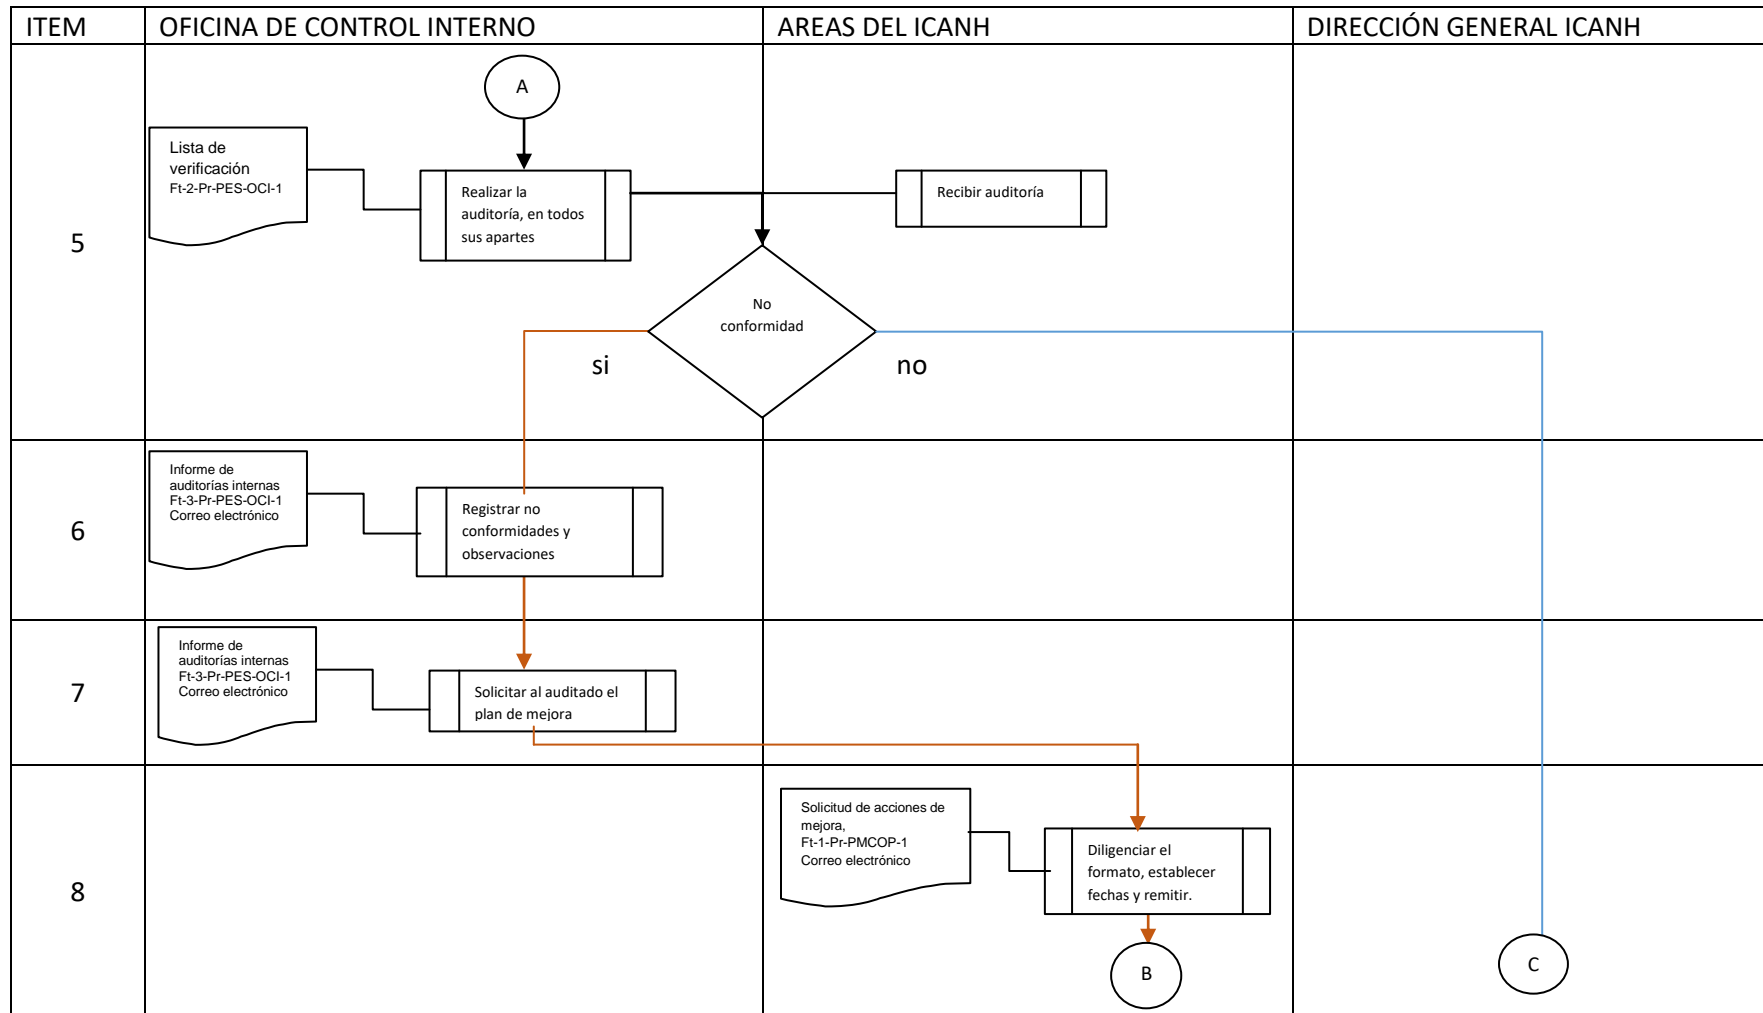 ITEM
OFICINA DE CONTROL INTERNO
AREAS DEL ICANH
DIRECCIÓN GENERAL ICANH
5
A
Lista de
verificación
Ft-2-Pr-PES-OCI-1
Realizar la
auditoría, en todos
sus apartes
Recibir auditoría
No
conformidad
si
no
6
Informe de
auditorías internas
Ft-3-Pr-PES-OCI-1
Correo electrónico
Registrar no
conformidades y
observaciones
7
Informe de
auditorías internas
Ft-3-Pr-PES-OCI-1
Correo electrónico
Solicitar al auditado el
plan de mejora
8
Solicitud de acciones de
mejora,
Ft-1-Pr-PMCOP-1
Correo electrónico
Diligenciar el
formato, establecer
fechas y remitir.
B
C